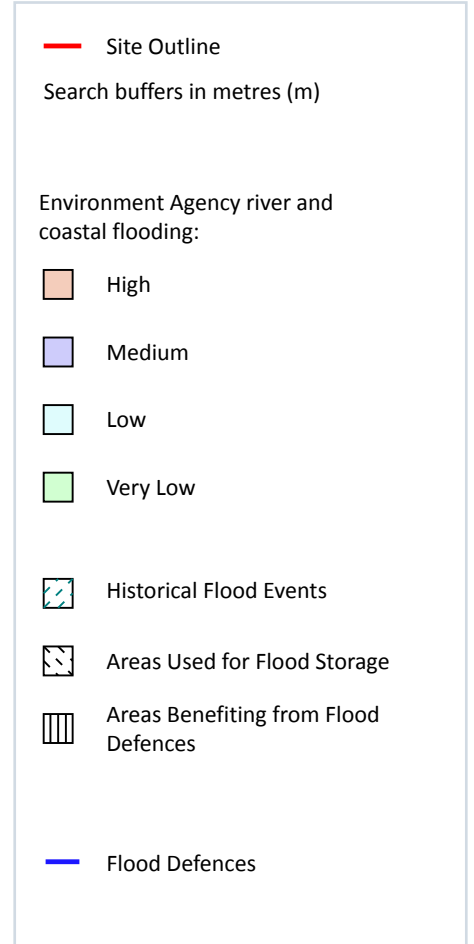 Site Outline
Search buffers in metres (m)
Environment Agency river and
coastal flooding:
High
Medium
Low
Very Low
Historical Flood Events
Areas Used for Flood Storage
Areas Benefiting from Flood
Defences
Flood Defences